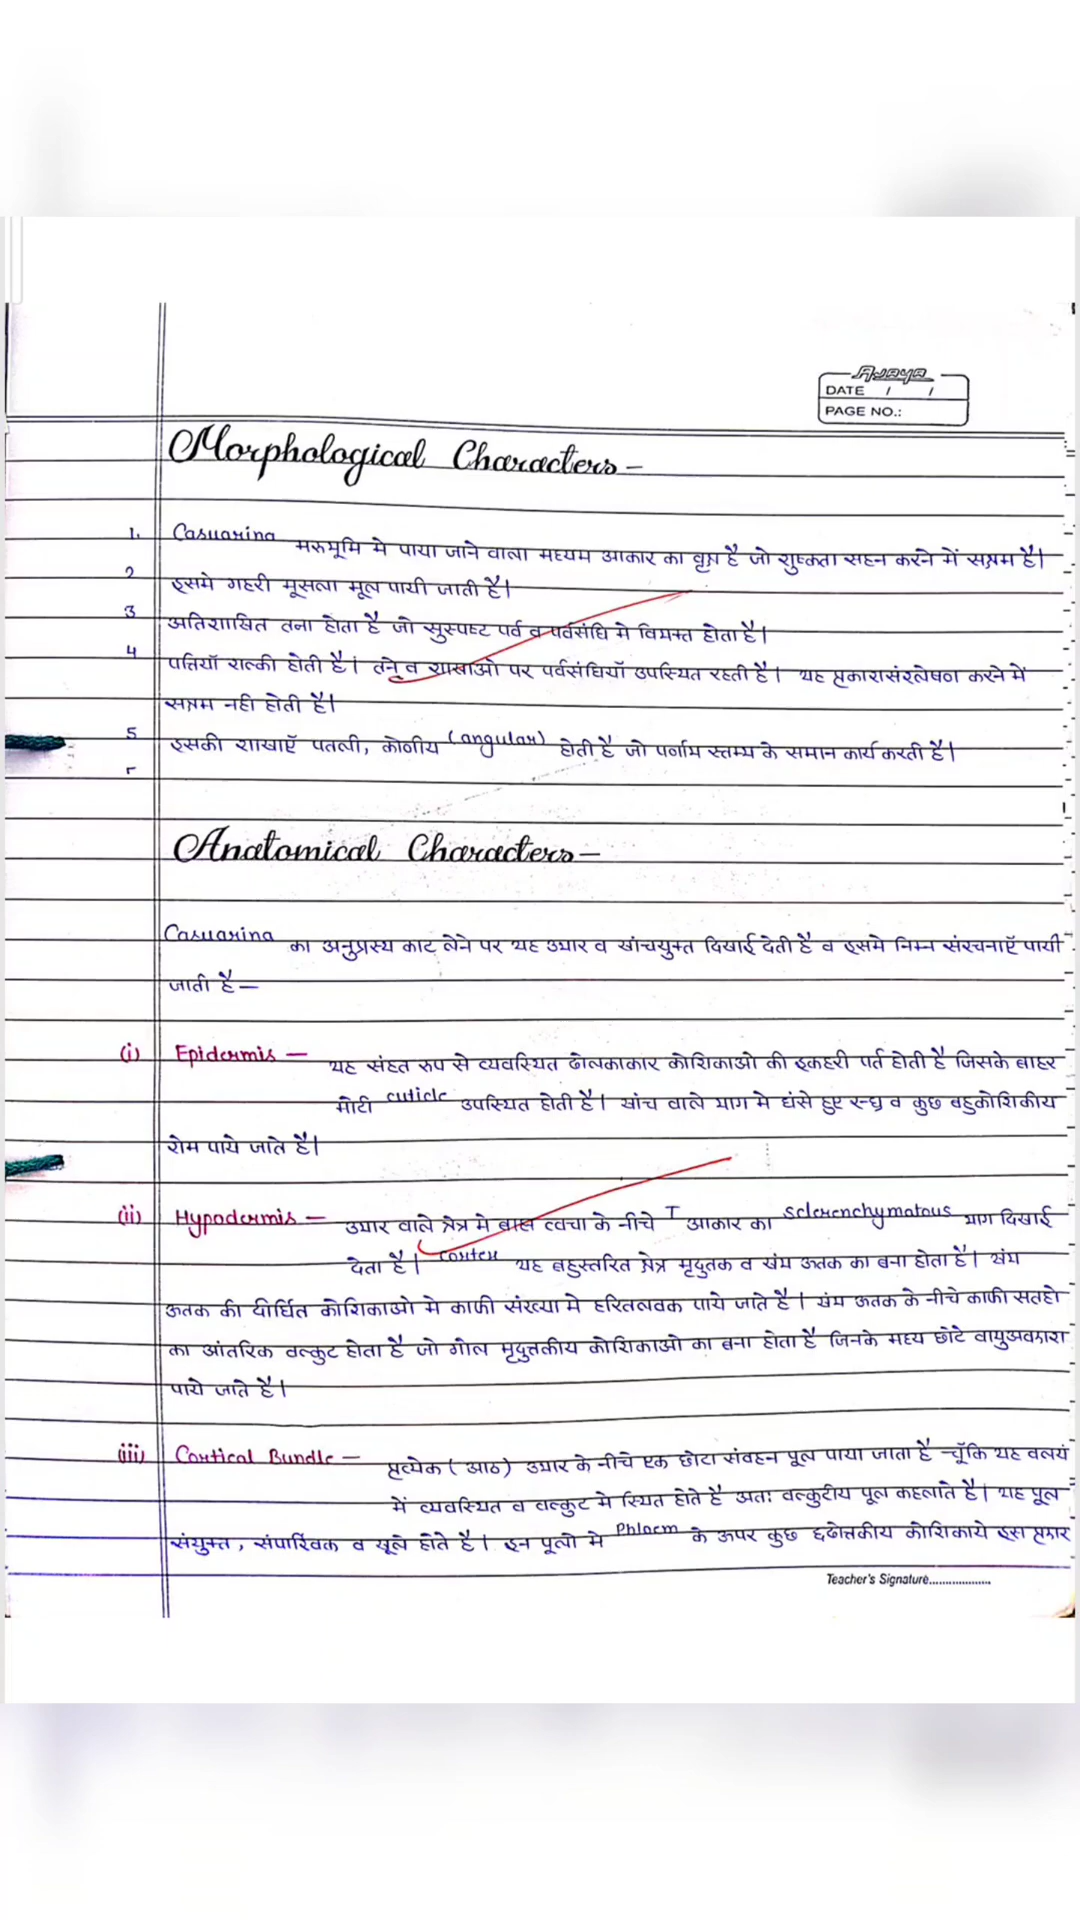 Ajaya
DATE / /
PAGE NO.:
Morphological Characters –
1. Casuarina मरुभूमि मे पाया जाने वाला मध्यम आकार का वृक्ष है जो शुष्कता सहन करने में सक्षम है।
2 इसमे गहरी मूसला मूल पायी जाती है।
3 अतिशाखित तना होता है जो सुस्पष्ट पर्व व पर्वसंधि मे विभक्त होता है।
4 पत्तियाँ शल्की होती है। तने व शाखाओ पर पर्वसंधियाँ उपस्थित रहती है। यह प्रकाशसंश्लेषण करने में
सक्षम नही होती है।
5 इसकी शाखाएँ पतली, कोणीय (angular) होती है जो पर्णाभ स्तम्भ के समान कार्य करती है।
Anatomical Characters –
Casuarina का अनुप्रस्थ काट लेने पर यह उभार व खांचयुक्त दिखाई देती है व इसमे निम्न संरचनाएँ पायी
जाती है –
(i) Epidermis – यह संहत रुप से व्यवस्थित ढोलकाकार कोशिकाओ की इकहरी पर्त होती है जिसके बाहर
मोटी cuticle उपस्थित होती है। खांच वाले भाग मे धंसे हुए रन्ध्र व कुछ बहुकोशिकीय
रोम पाये जाते है।
(ii) Hypodermis – उभार वाले क्षेत्र मे बाह्य त्वचा के नीचे T आकार का sclerenchymatous भाग दिखाई
देता है। cortex यह बहुस्तरित क्षेत्र मृदुतक व खंभ ऊतक का बना होता है। खंभ
ऊतक की दीर्घित कोशिकाओ मे काफी संख्या मे हरितलवक पाये जाते है। खंभ ऊतक के नीचे काफी सतहो
का आंतरिक वल्कुट होता है जो गोल मृदुत्तकीय कोशिकाओ का बना होता है जिनके मध्य छोटे वायुअवकाश
पाये जाते है।
(iii) Cortical Bundle – प्रत्येक (आठ) उभार के नीचे एक छोटा संवहन पूल पाया जाता है चूँकि यह वलय
में व्यवस्थित व वल्कुट मे स्थित होते है अतः वल्कुटीय पूल कहलाते है। यह पूल
संयुक्त, संपार्श्विक व खूले होते है। इन पूलो मे Phloem के ऊपर कुछ दृढोत्तकीय कोशिकाये इस प्रकार
Teacher's Signature...................